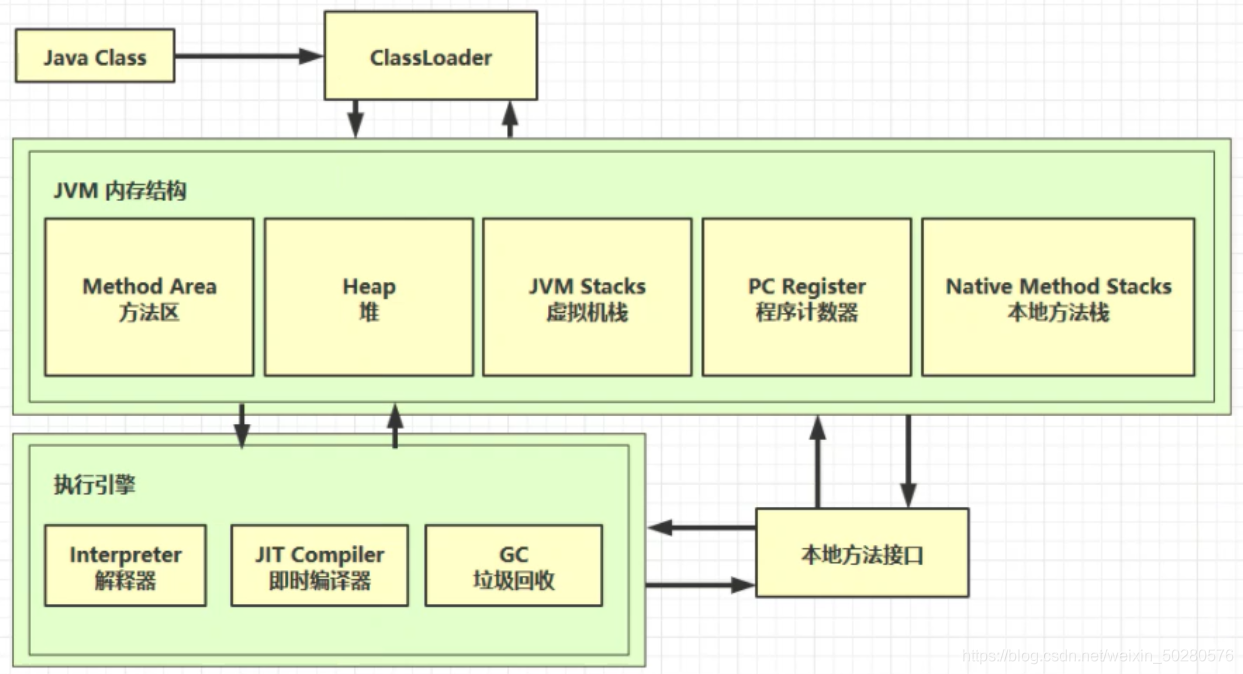 Java Class
ClassLoader
JVM 内存结构
Method Area
方法区
Heap
堆
JVM Stacks
虚拟机栈
PC Register
程序计数器
Native Method Stacks
本地方法栈
执行引擎
Interpreter
解释器
JIT Compiler
即时编译器
GC
垃圾回收
本地方法接口
https://blog.csdn.net/weixin_50280576